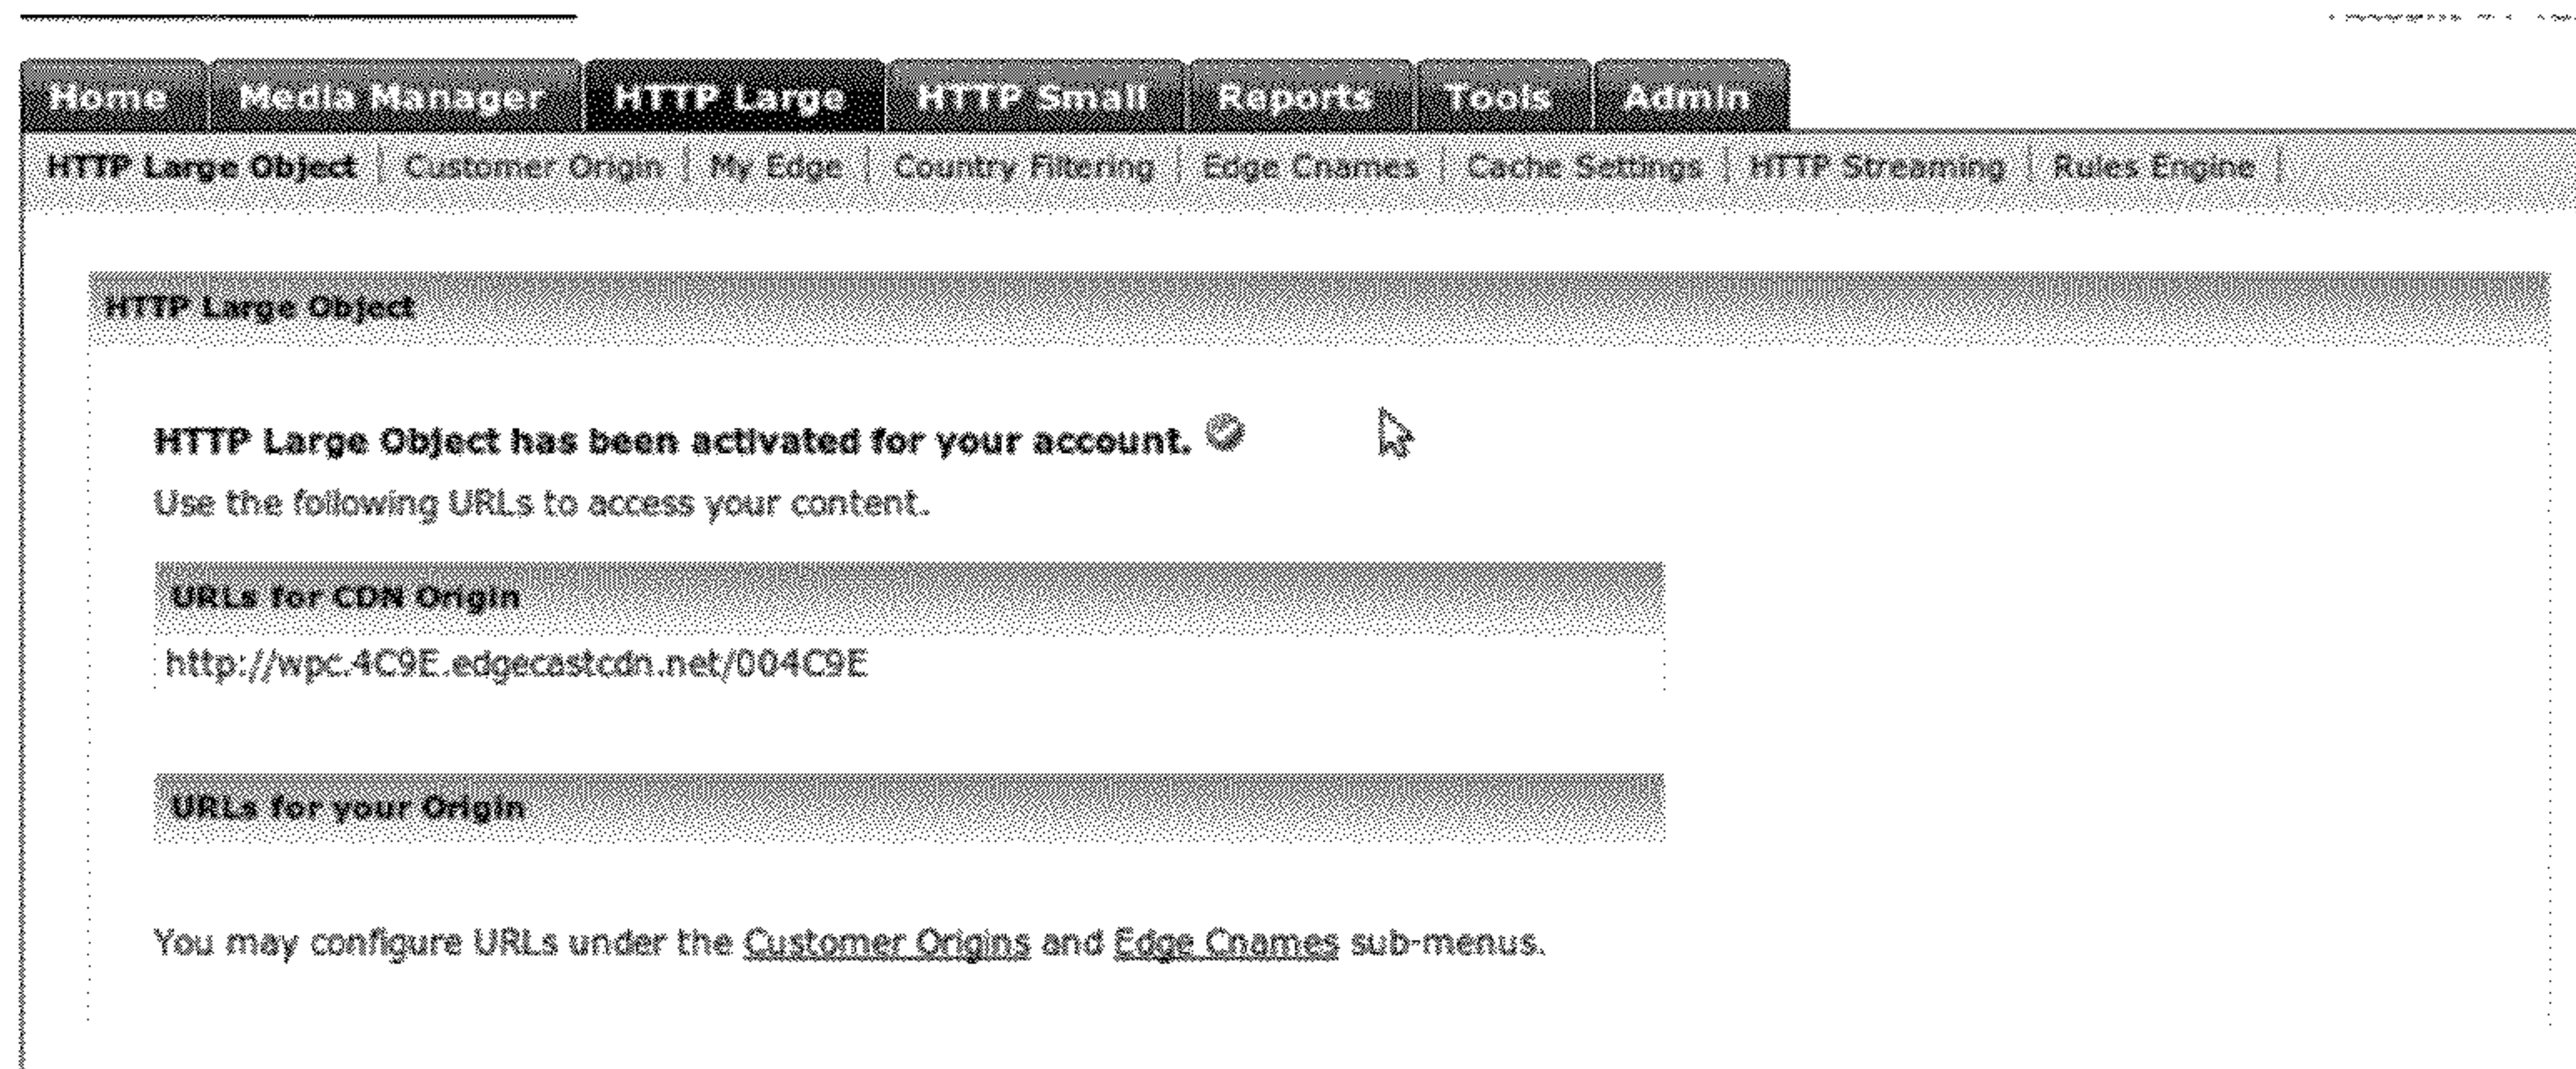 Home Media Manager HTTP Large HTTP Small Reports Tools Admin
HTTP Large Object | Customer Origin | My Edge | Country Filtering | Edge Cnames | Cache Settings | HTTP Streaming | Rules Engine |
HTTP Large Object
HTTP Large Object has been activated for your account.
Use the following URLs to access your content.
URLs for CDN Origin
http://wpc.4C9E.edgecastcdn.net/004C9E
URLs for your Origin
You may configure URLs under the Customer Origins and Edge Cnames sub-menus.